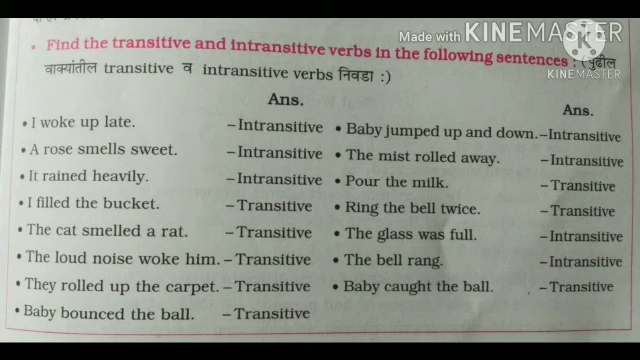 Made with KINEMASTER
KINEMASTER
• Find the transitive and intransitive verbs in the following sentences : (पुढील
वाक्यांतील transitive व intransitive verbs निवडा :)
Ans.
Ans.
• I woke up late. – Intransitive
• A rose smells sweet. – Intransitive
• It rained heavily. – Intransitive
• I filled the bucket. – Transitive
• The cat smelled a rat. – Transitive
• The loud noise woke him. – Transitive
• They rolled up the carpet. – Transitive
• Baby bounced the ball. – Transitive
• Baby jumped up and down. – Intransitive
• The mist rolled away. – Intransitive
• Pour the milk. – Transitive
• Ring the bell twice. – Transitive
• The glass was full. – Intransitive
• The bell rang. – Intransitive
• Baby caught the ball. – Transitive